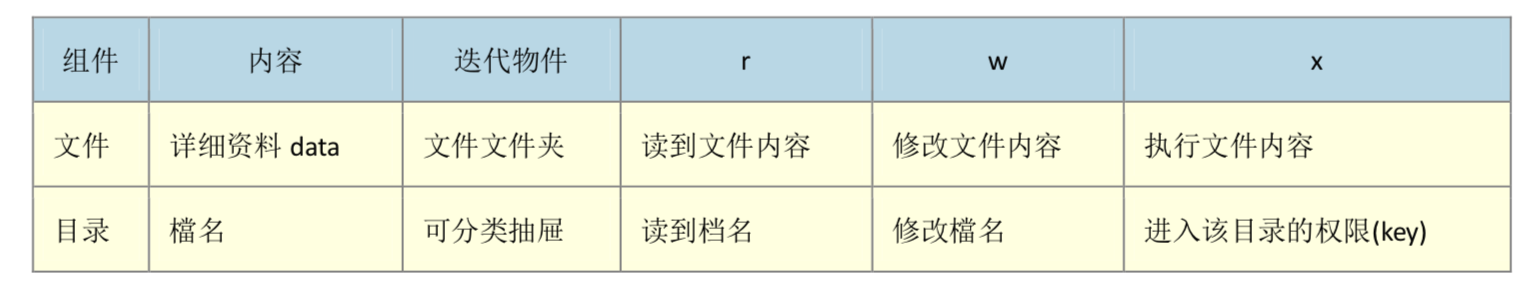 组件 内容 迭代物件 r w x
文件 详细资料 data 文件文件夹 读到文件内容 修改文件内容 执行文件内容
目录 檔名 可分类抽屉 读到档名 修改檔名 进入该目录的权限(key)